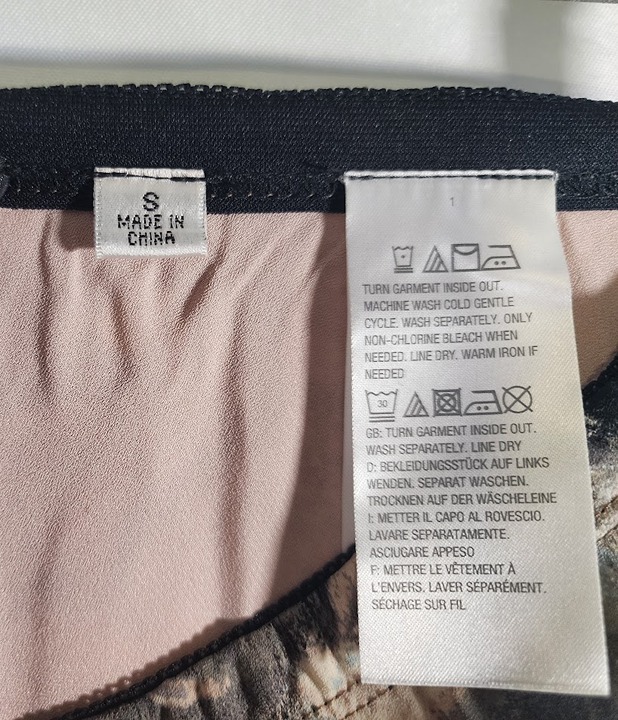 S
MADE IN
CHINA
1
TURN GARMENT INSIDE OUT.
MACHINE WASH COLD GENTLE
CYCLE. WASH SEPARATELY. ONLY
NON-CHLORINE BLEACH WHEN
NEEDED. LINE DRY. WARM IRON IF
NEEDED
30
GB: TURN GARMENT INSIDE OUT.
WASH SEPARATELY. LINE DRY
D: BEKLEIDUNGSSTÜCK AUF LINKS
WENDEN. SEPARAT WASCHEN.
TROCKNEN AUF DER WÄSCHELEINE
I: METTER IL CAPO AL ROVESCIO.
LAVARE SEPARATAMENTE.
ASCIUGARE APPESO
F: METTRE LE VÊTEMENT À
L'ENVERS. LAVER SÉPARÉMENT.
SÉCHAGE SUR FIL